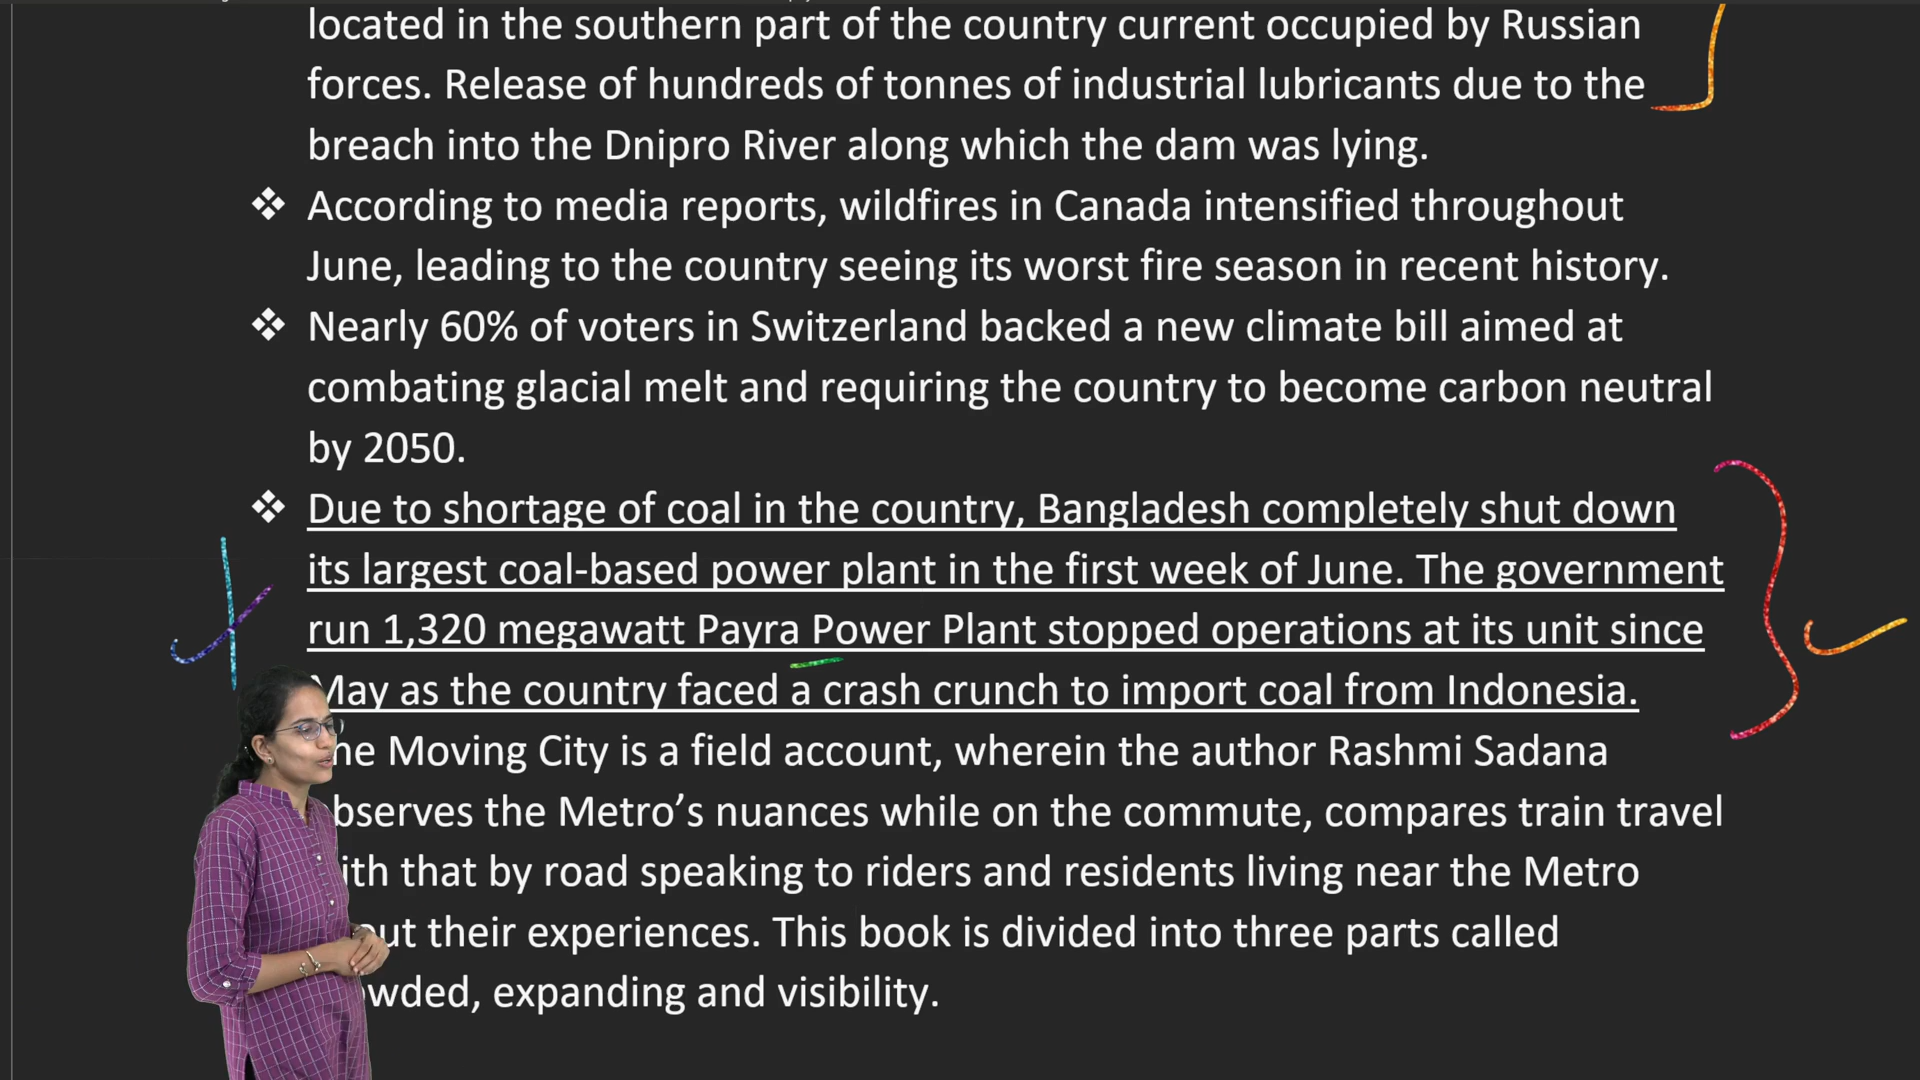 located in the southern part of the country current occupied by Russian
forces. Release of hundreds of tonnes of industrial lubricants due to the
breach into the Dnipro River along which the dam was lying.
❖ According to media reports, wildfires in Canada intensified throughout
June, leading to the country seeing its worst fire season in recent history.
❖ Nearly 60% of voters in Switzerland backed a new climate bill aimed at
combating glacial melt and requiring the country to become carbon neutral
by 2050.
❖ Due to shortage of coal in the country, Bangladesh completely shut down
its largest coal-based power plant in the first week of June. The government
run 1,320 megawatt Payra Power Plant stopped operations at its unit since
May as the country faced a crash crunch to import coal from Indonesia.
he Moving City is a field account, wherein the author Rashmi Sadana
bserves the Metro’s nuances while on the commute, compares train travel
ith that by road speaking to riders and residents living near the Metro
out their experiences. This book is divided into three parts called
wded, expanding and visibility.